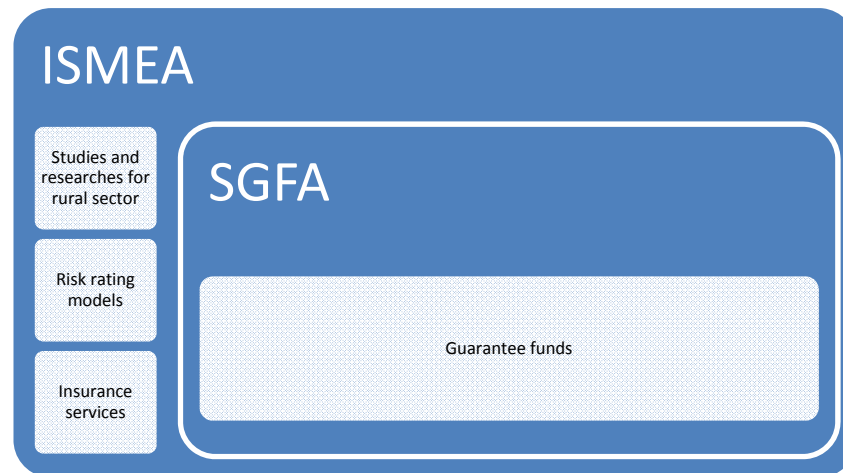 ISMEA
Studies and
researches for
rural sector
Risk rating
models
Insurance
services
SGFA
Guarantee funds